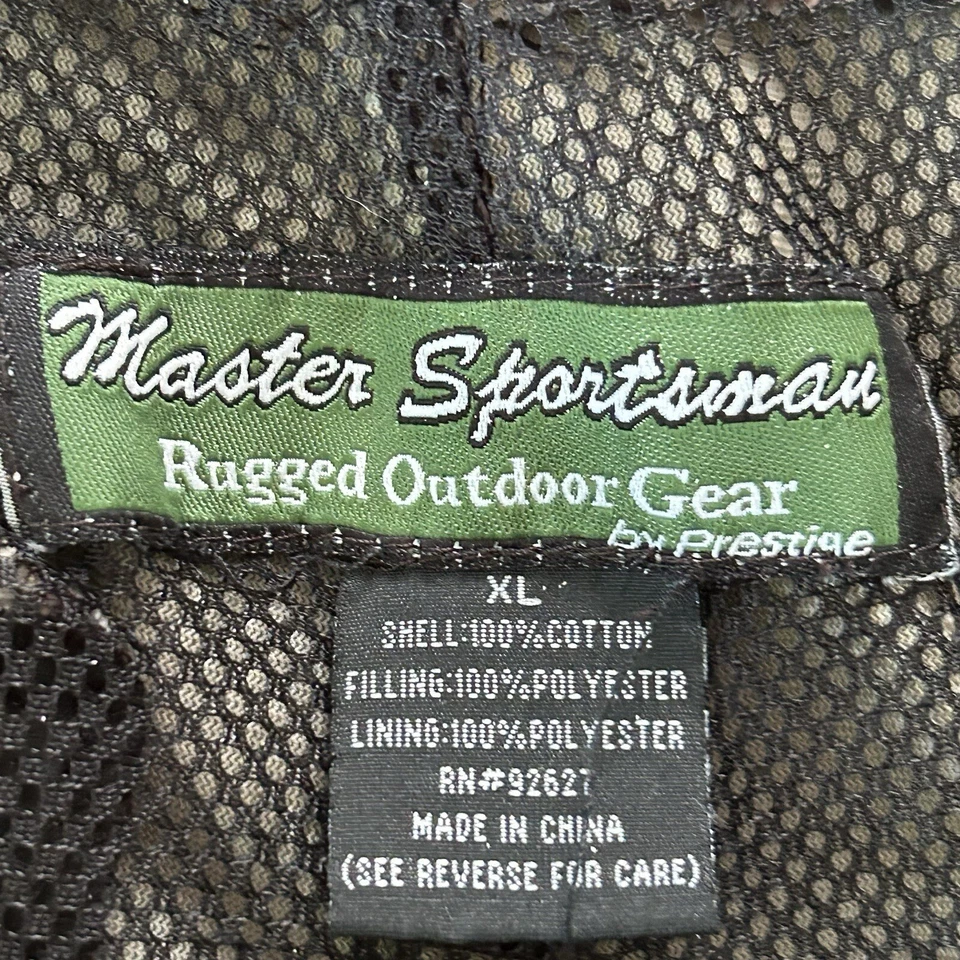 Master Sportsman
Rugged Outdoor Gear
by Prestige
XL
SHELL:100%COTTON
FILLING:100%POLYESTER
LINING:100%POLYESTER
RN#92627
MADE IN CHINA
(SEE REVERSE FOR CARE)